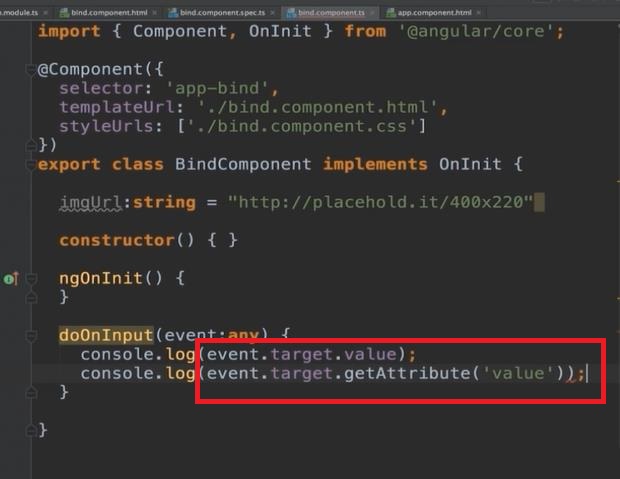 .module.ts × bind.component.html × bind.component.spec.ts × bind.component.ts × app.component.html ×
import { Component, OnInit } from '@angular/core';
@Component({
selector: 'app-bind',
templateUrl: './bind.component.html',
styleUrls: ['./bind.component.css']
})
export class BindComponent implements OnInit {
imgUrl:string = "http://placehold.it/400x220"
constructor() { }
ngOnInit() {
}
doOnInput(event:any) {
console.log(event.target.value);
console.log(event.target.getAttribute('value'));
}
}